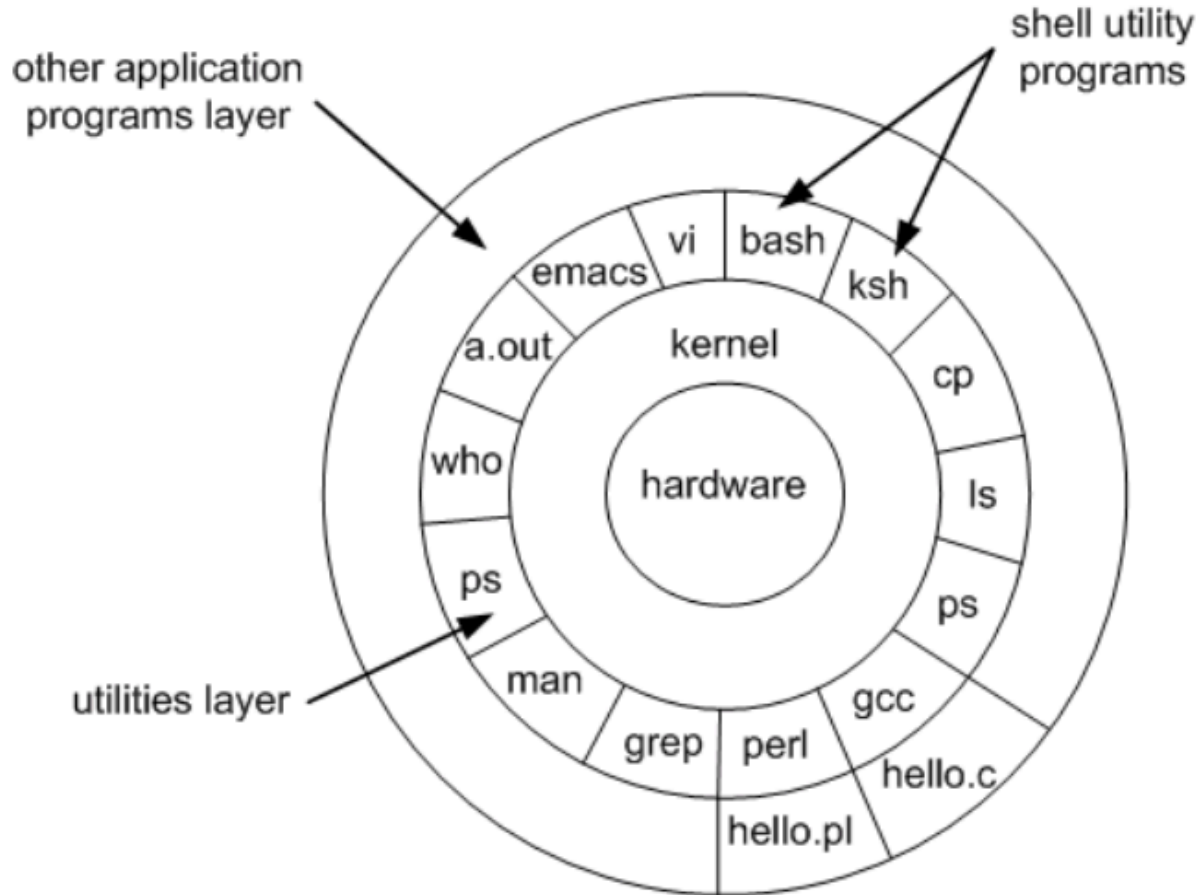 shell utility
programs
other application
programs layer
vi
bash
emacs
ksh
a.out
kernel
cp
who
hardware
ls
ps
ps
man
gcc
utilities layer
grep
perl
hello.c
hello.pl